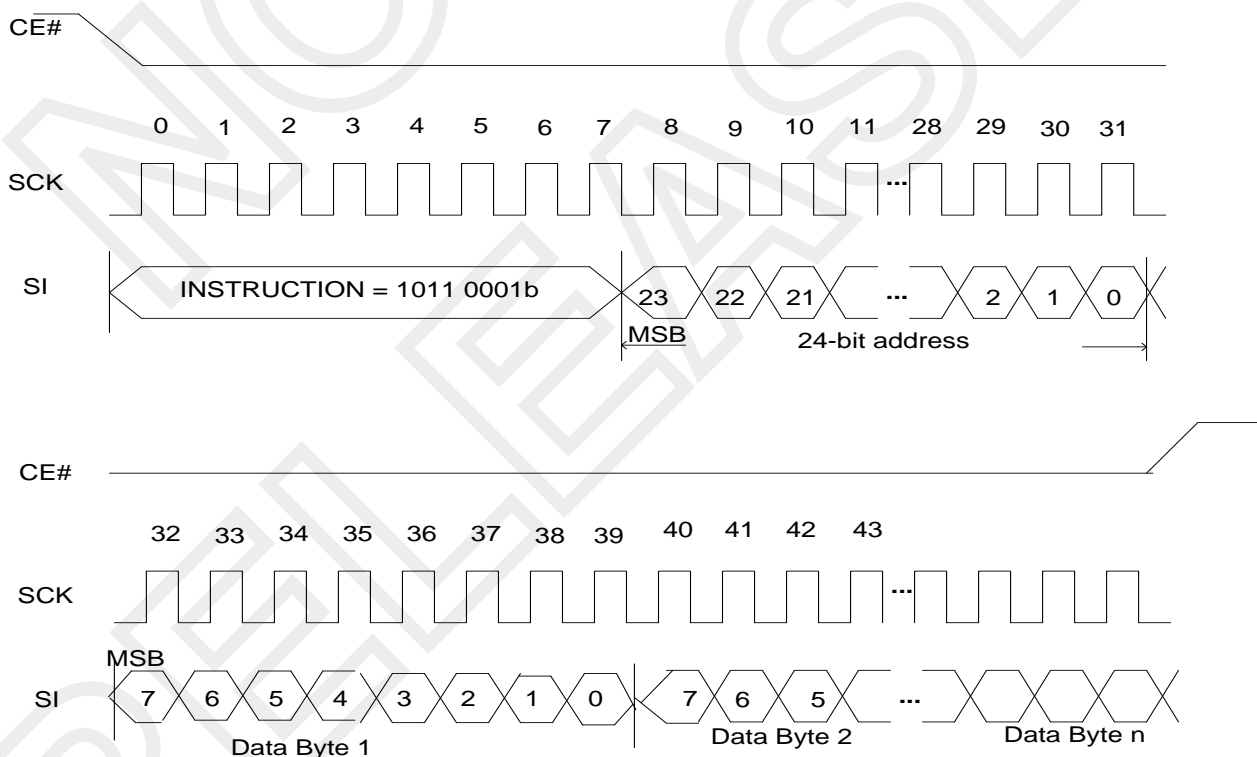 CE#
0 1 2 3 4 5 6 7 8 9 10 11 28 29 30 31
SCK ...
SI INSTRUCTION = 1011 0001b 23 22 21 ... 2 1 0
MSB 24-bit address
CE#
32 33 34 35 36 37 38 39 40 41 42 43
SCK ...
MSB
SI 7 6 5 4 3 2 1 0 7 6 5 ...
Data Byte 1 Data Byte 2 Data Byte n